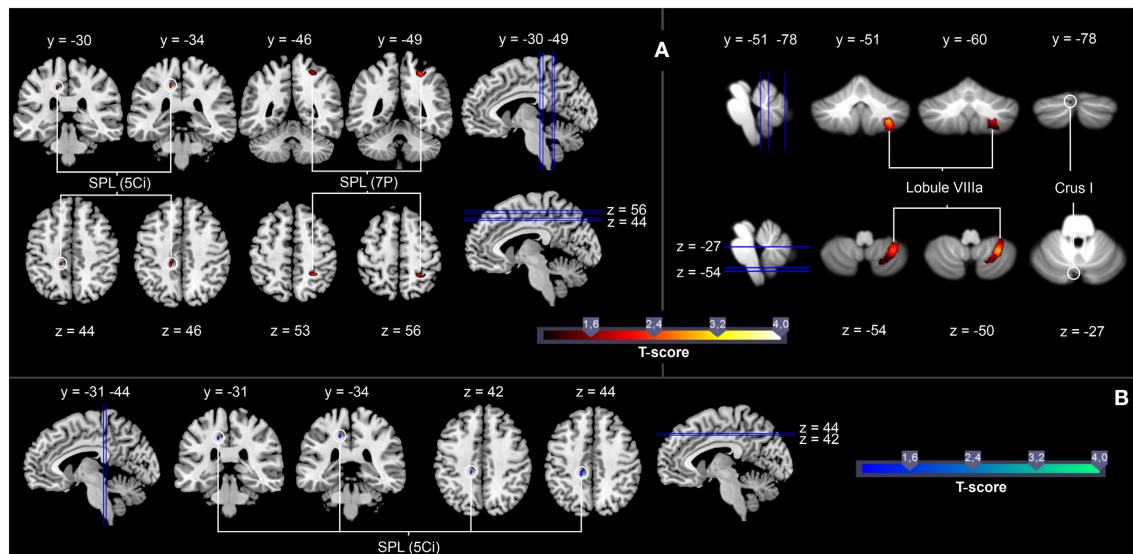 y = -30 y = -34 y = -46 y = -49 y = -30 -49
A
y = -51 -78 y = -51 y = -60 y = -78
SPL (5Ci) SPL (7P)
Lobule VIIIa Crus I
z = 56
z = 44
z = -27
z = -54
z = 44 z = 46 z = 53 z = 56
1,6 2,4 3,2 4,0
T-score
z = -54 z = -50 z = -27
y = -31 -44 y = -31 y = -34 z = 42 z = 44
B
z = 44
z = 42
1,6 2,4 3,2 4,0
T-score
SPL (5Ci)